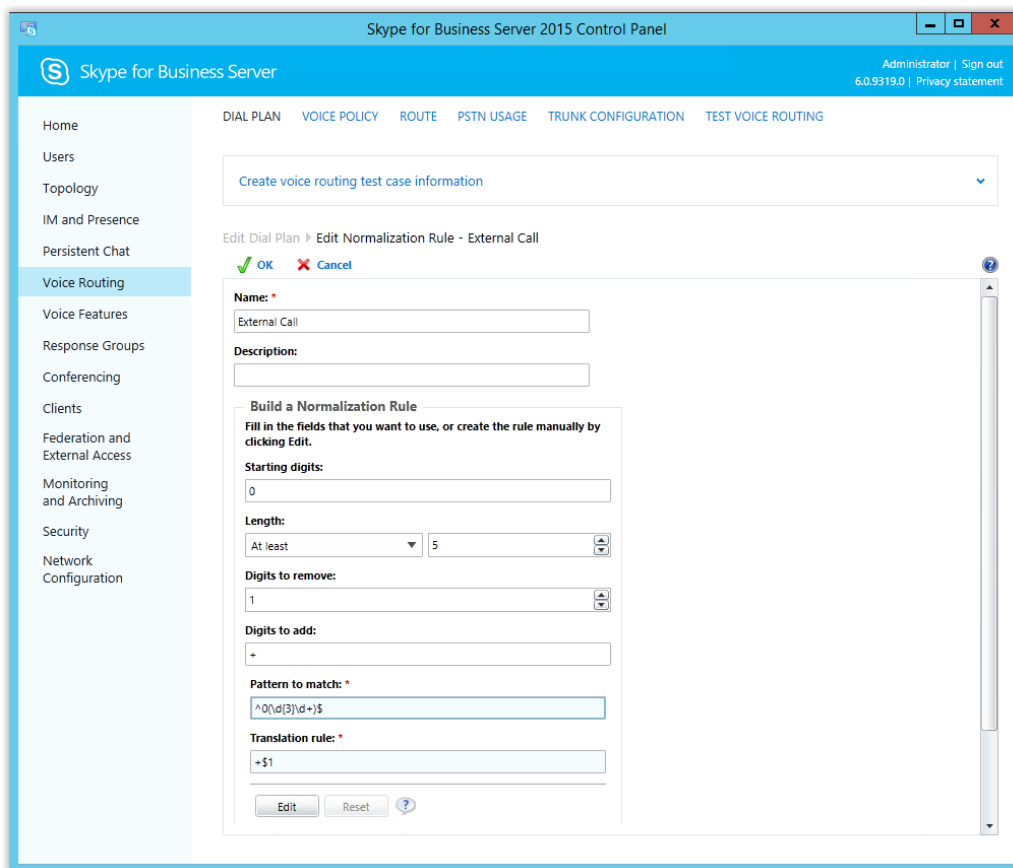 Skype for Business Server 2015 Control Panel
Skype for Business Server
Administrator | Sign out
6.0.9319.0 | Privacy statement
Home
Users
Topology
IM and Presence
Persistent Chat
Voice Routing
Voice Features
Response Groups
Conferencing
Clients
Federation and
External Access
Monitoring
and Archiving
Security
Network
Configuration
DIAL PLAN VOICE POLICY ROUTE PSTN USAGE TRUNK CONFIGURATION TEST VOICE ROUTING
Create voice routing test case information
Edit Dial Plan Edit Normalization Rule - External Call
OK Cancel
Name: *
External Call
Description:
Build a Normalization Rule
Fill in the fields that you want to use, or create the rule manually by
clicking Edit.
Starting digits:
0
Length:
At least 5
Digits to remove:
1
Digits to add:
+
Pattern to match: *
^0(\d{3}\d+)$
Translation rule: *
+$1
Edit Reset ?